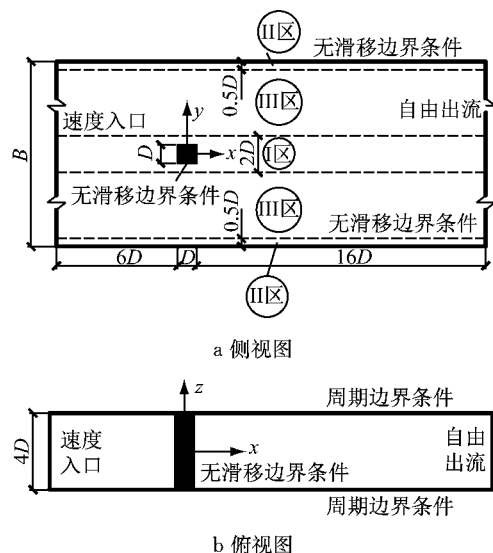 II区
无滑移边界条件
0.5D
III区
自由出流
速度入口
y
B
D
x
I区
2D
无滑移边界条件
III区
0.5D
无滑移边界条件
6D
D
16D
II区
a 侧视图
z
周期边界条件
4D
速度
入口
x
自由
出流
无滑移边界条件
周期边界条件
b 俯视图